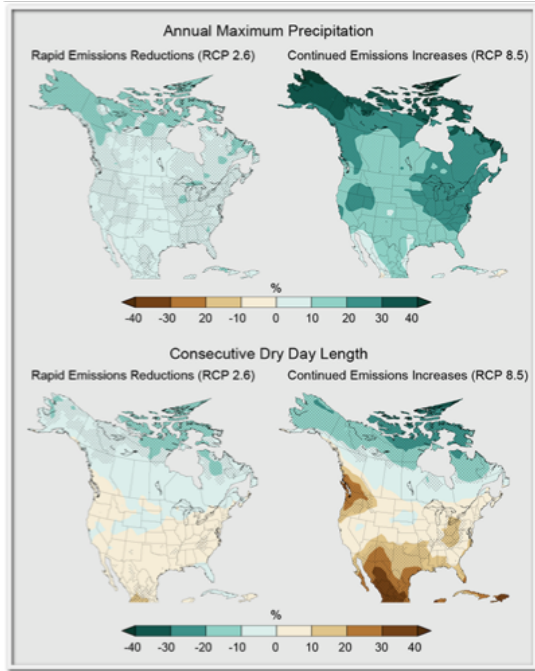 Annual Maximum Precipitation
Rapid Emissions Reductions (RCP 2.6) Continued Emissions Increases (RCP 8.5)
%
-40 -30 20 -10 0 10 20 30 40
Consecutive Dry Day Length
Rapid Emissions Reductions (RCP 2.6) Continued Emissions Increases (RCP 8.5)
%
-40 -30 -20 -10 0 10 20 30 40